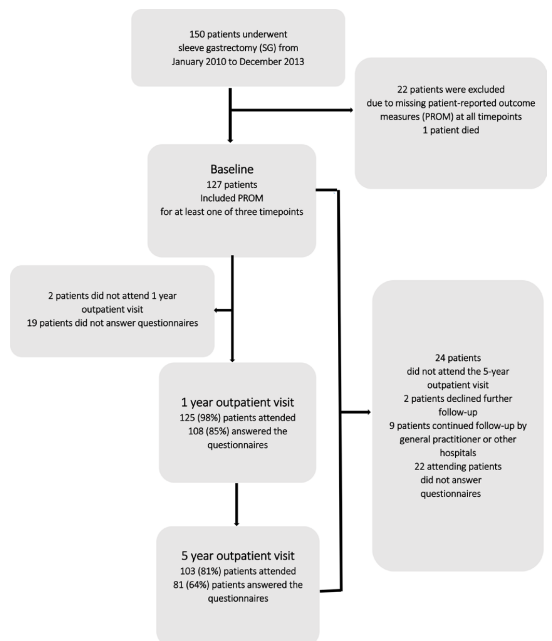 150 patients underwent
sleeve gastrectomy (SG) from
January 2010 to December 2013
22 patients were excluded
due to missing patient-reported outcome
measures (PROM) at all timepoints
1 patient died
Baseline
127 patients
Included PROM
for at least one of three timepoints
2 patients did not attend 1 year
outpatient visit
19 patients did not answer questionnaires
1 year outpatient visit
125 (98%) patients attended
108 (85%) answered the
questionnaires
24 patients
did not attend the 5-year
outpatient visit
2 patients declined further
follow-up
9 patients continued follow-up by
general practitioner or other
hospitals
22 attending patients
did not answer
questionnaires
5 year outpatient visit
103 (81%) patients attended
81 (64%) patients answered the
questionnaires